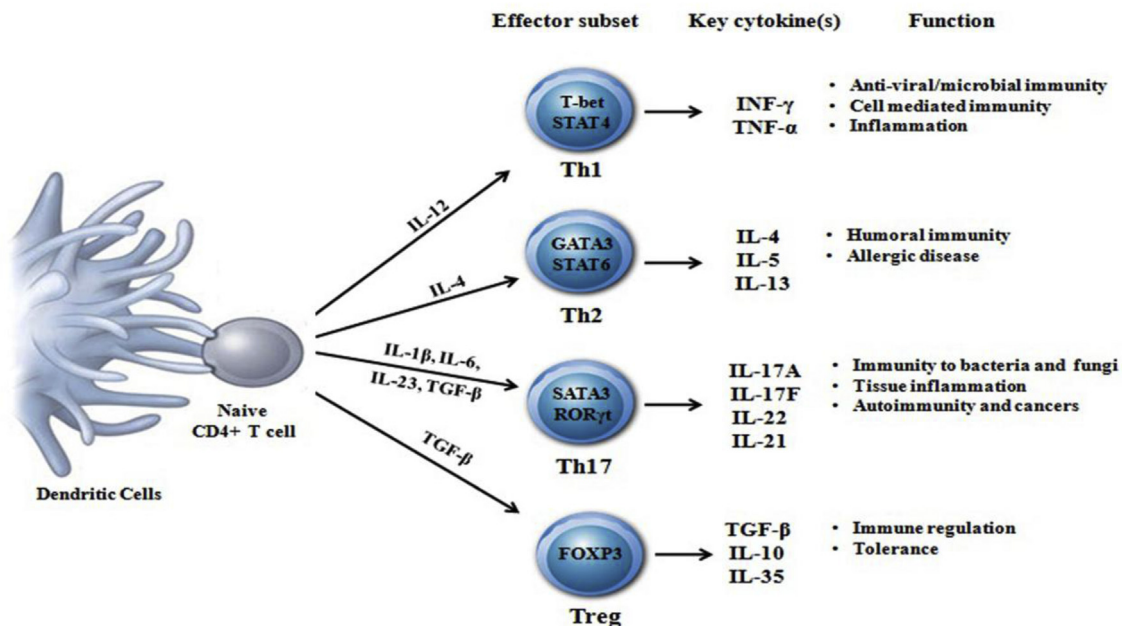 Effector subset Key cytokine(s) Function
T-bet
STAT4
Th1
INF-γ
TNF-α
• Anti-viral/microbial immunity
• Cell mediated immunity
• Inflammation
IL-12
GATA3
STAT6
Th2
IL-4
IL-5
IL-13
• Humoral immunity
• Allergic disease
IL-4
IL-1β, IL-6,
IL-23, TGF-β
SATA3
RORγt
Th17
IL-17A
IL-17F
IL-22
IL-21
• Immunity to bacteria and fungi
• Tissue inflammation
• Autoimmunity and cancers
Naive
CD4+ T cell
Dendritic Cells
TGF-β
FOXP3
Treg
TGF-β
IL-10
IL-35
• Immune regulation
• Tolerance